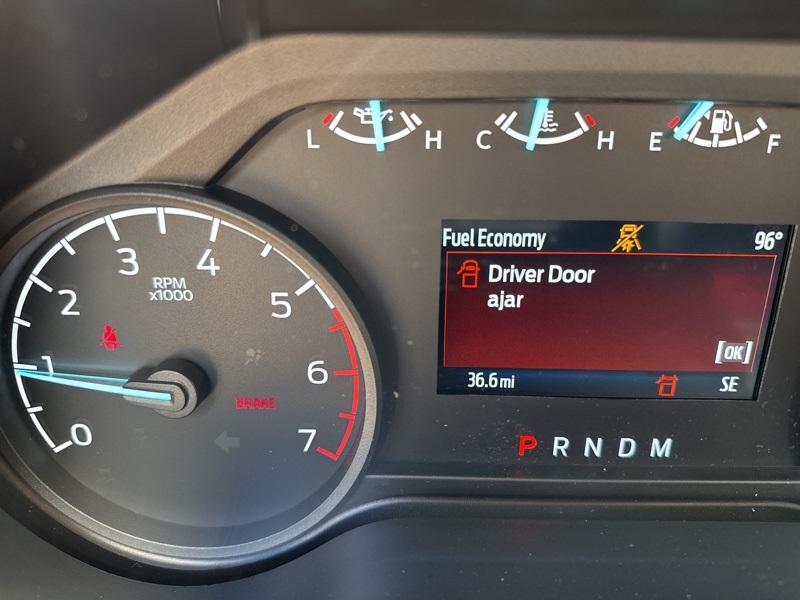 L H C H E F
Fuel Economy 96°
Driver Door
ajar
[OK]
36.6 mi SE
P R N D M
0 1 2 3 4 5 6 7
RPM
x1000
BRAKE